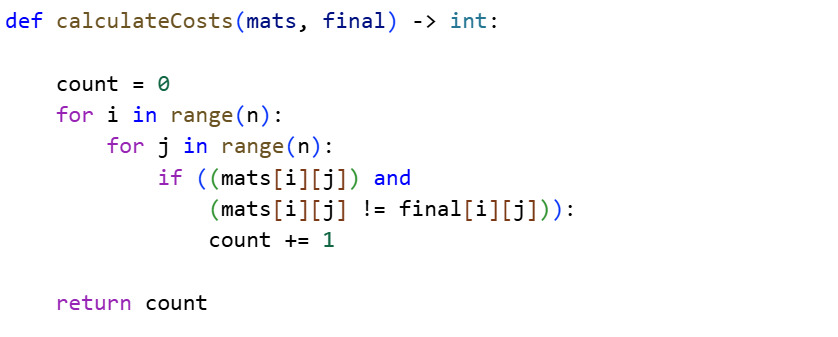 def calculateCosts(mats, final) -> int:
    count = 0
    for i in range(n):
        for j in range(n):
            if ((mats[i][j]) and
                (mats[i][j] != final[i][j])):
                count += 1
    return count